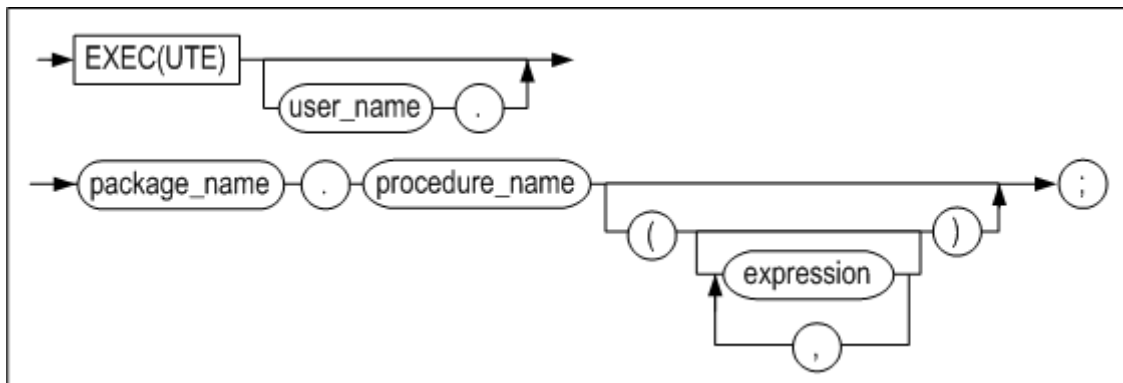 EXEC(UTE)
user_name .
package_name . procedure_name ;
( )
expression
,